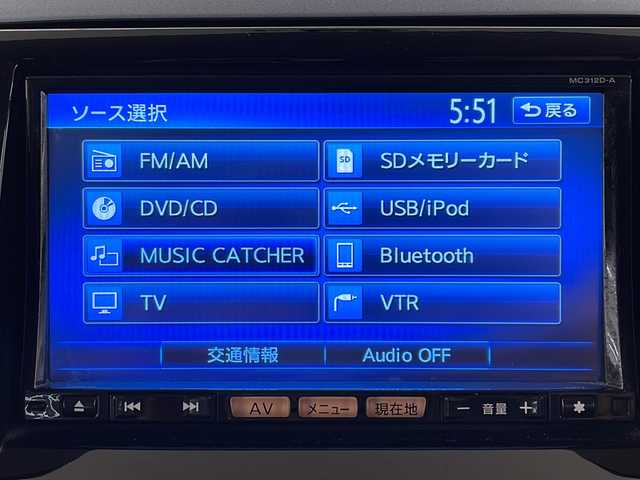 MC312D-A
ソース選択
5:51
戻る
FM/AM
SDメモリーカード
SD
DVD/CD
USB/iPod
MUSIC CATCHER
Bluetooth
TV
VTR
交通情報
Audio OFF
AV
メニュー
現在地
− 音量 +